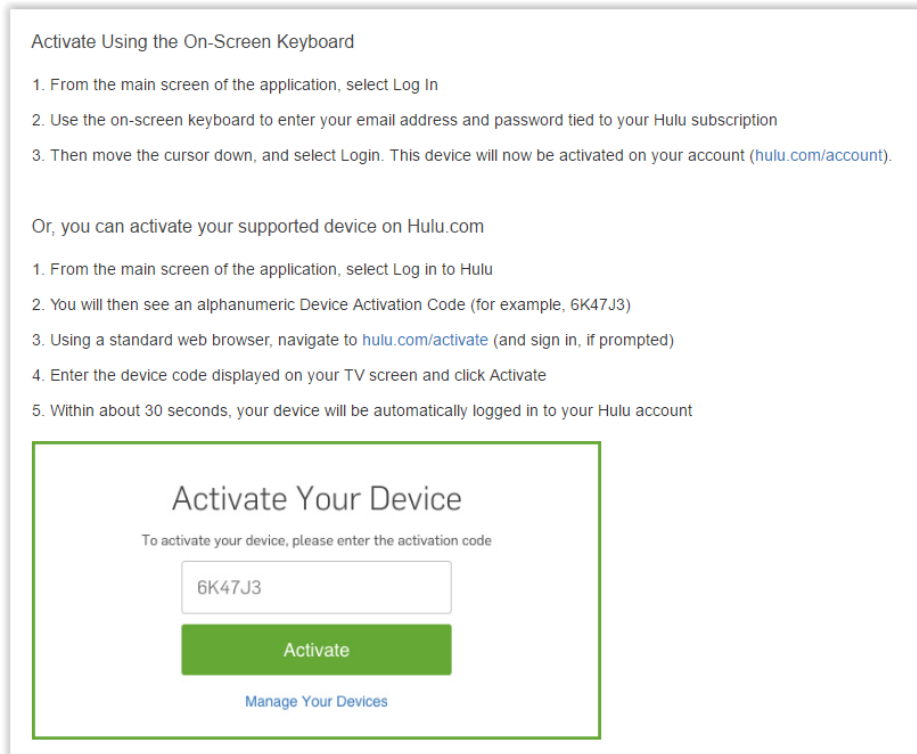 Activate Using the On-Screen Keyboard
1. From the main screen of the application, select Log In
2. Use the on-screen keyboard to enter your email address and password tied to your Hulu subscription
3. Then move the cursor down, and select Login. This device will now be activated on your account (hulu.com/account).
Or, you can activate your supported device on Hulu.com
1. From the main screen of the application, select Log in to Hulu
2. You will then see an alphanumeric Device Activation Code (for example, 6K47J3)
3. Using a standard web browser, navigate to hulu.com/activate (and sign in, if prompted)
4. Enter the device code displayed on your TV screen and click Activate
5. Within about 30 seconds, your device will be automatically logged in to your Hulu account
Activate Your Device
To activate your device, please enter the activation code
6K47J3
Activate
Manage Your Devices